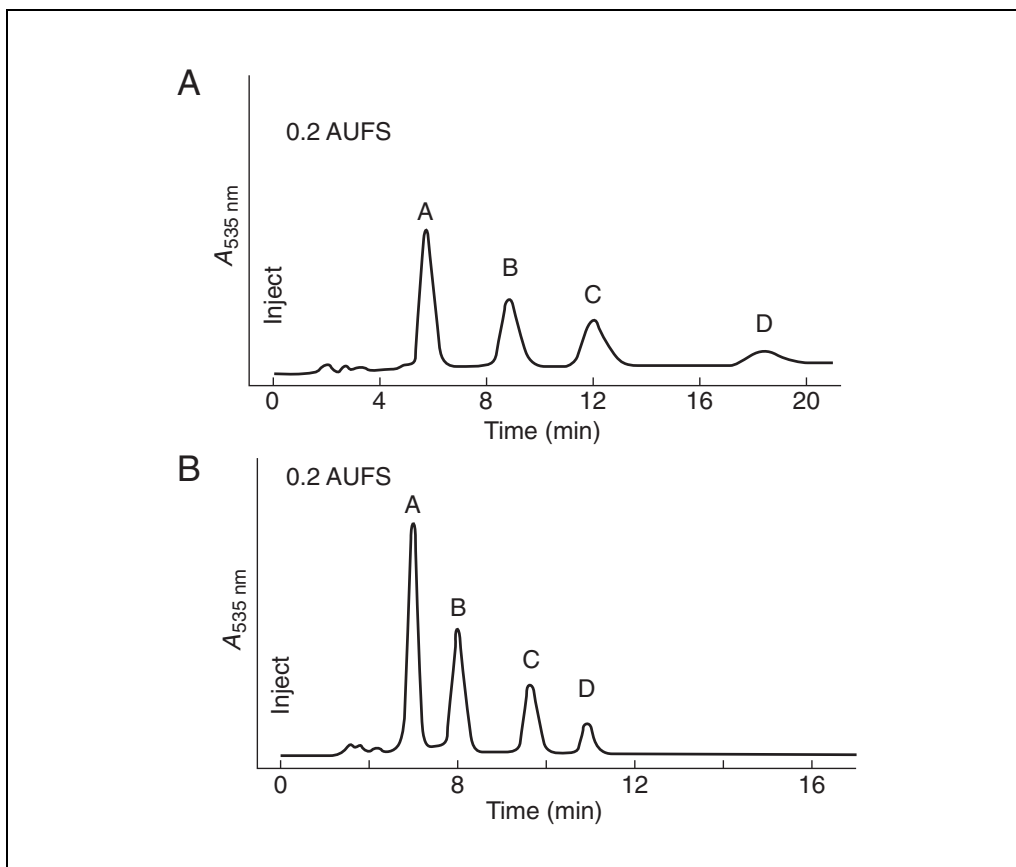 A
0.2 AUFS
A
B
C
D
A535 nm
Inject
0 4 8 12 16 20
Time (min)
B
0.2 AUFS
A
B
C
D
A535 nm
Inject
0 8 12 16
Time (min)